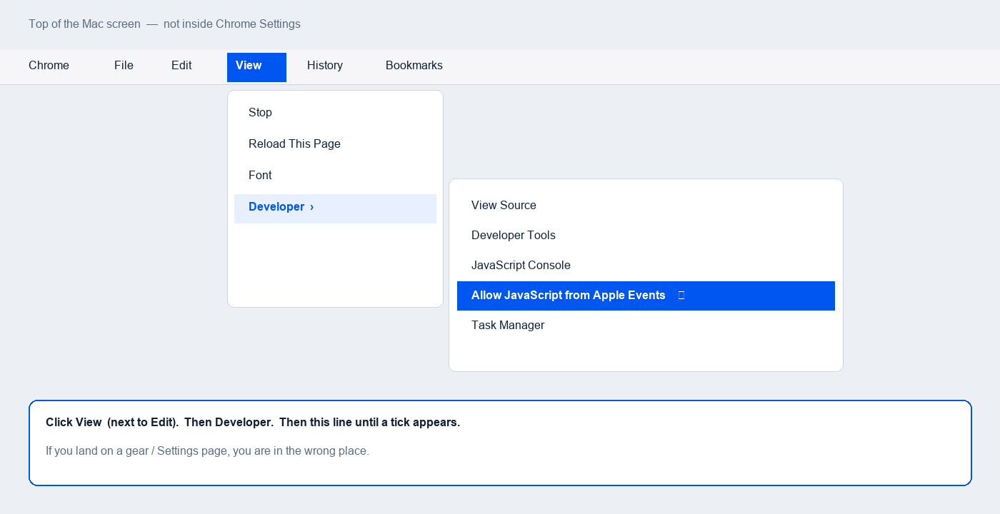 Top of the Mac screen — not inside Chrome Settings
Chrome File Edit View History Bookmarks
Stop
Reload This Page
Font
Developer ›
View Source
Developer Tools
JavaScript Console
Allow JavaScript from Apple Events
Task Manager
Click View (next to Edit). Then Developer. Then this line until a tick appears.
If you land on a gear / Settings page, you are in the wrong place.